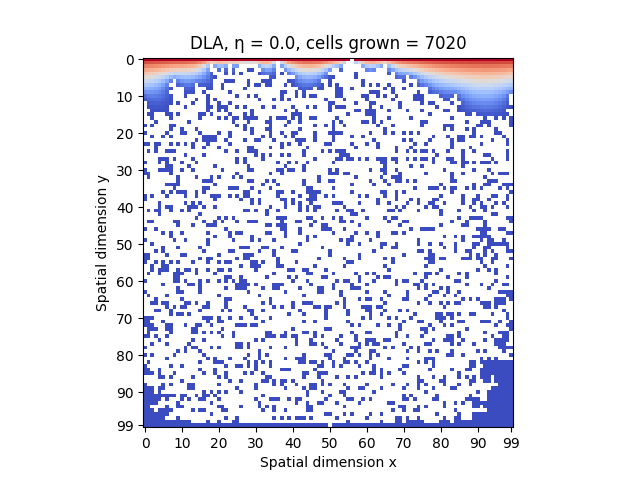 DLA, η = 0.0, cells grown = 7020
Spatial dimension y
0
10
20
30
40
50
60
70
80
90
99
0 10 20 30 40 50 60 70 80 90 99
Spatial dimension x